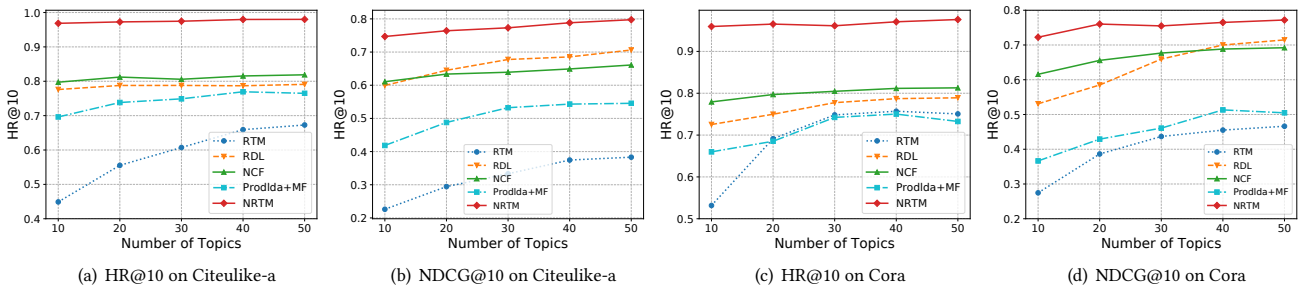 1.0
0.9
0.8
0.7
0.6
0.5
0.4
HR@10
10 20 30 40 50
Number of Topics
RTM
RDL
NCF
Prodlda+MF
NRTM
(a) HR@10 on Citeulike-a
0.8
0.7
0.6
0.5
0.4
0.3
0.2
HR@10
10 20 30 40 50
Number of Topics
RTM
RDL
NCF
Prodlda+MF
NRTM
(b) NDCG@10 on Citeulike-a
0.9
0.8
0.7
0.6
0.5
HR@10
10 20 30 40 50
Number of Topics
RTM
RDL
NCF
Prodlda+MF
NRTM
(c) HR@10 on Cora
0.8
0.7
0.6
0.5
0.4
0.3
0.2
HR@10
10 20 30 40 50
Number of Topics
RTM
RDL
NCF
Prodlda+MF
NRTM
(d) NDCG@10 on Cora